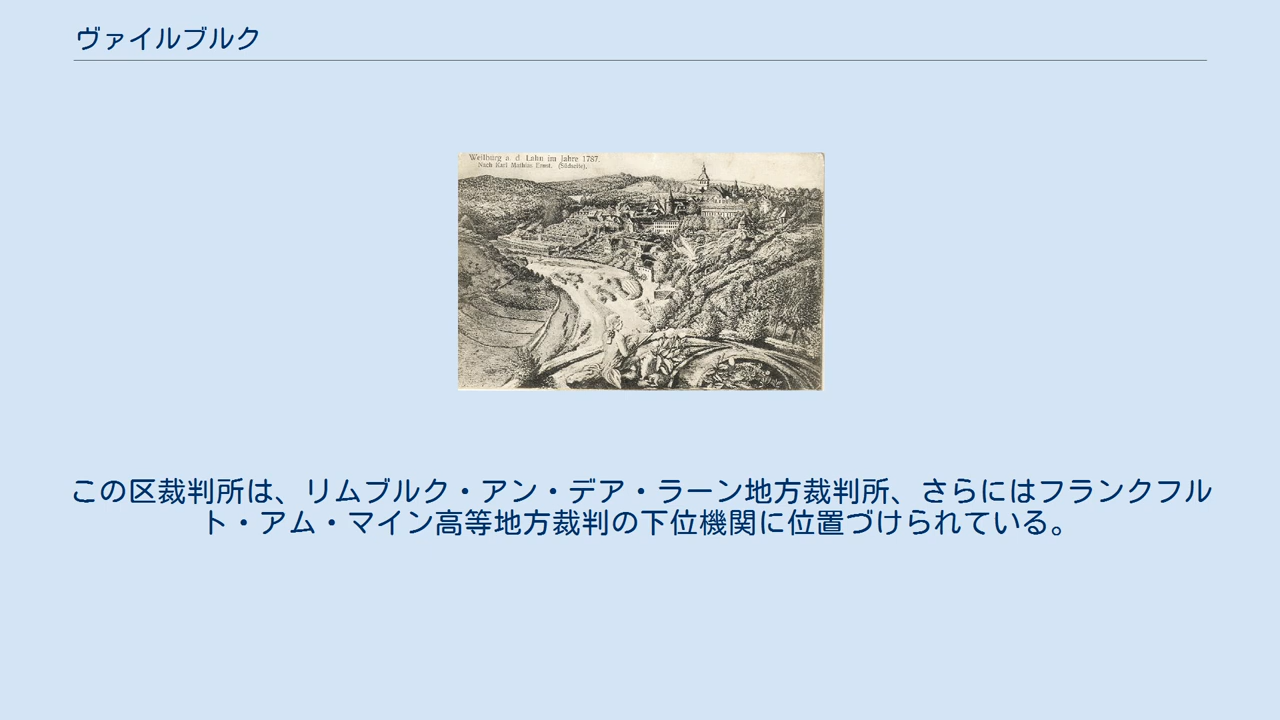 ヴァイルブルク
Weilburg a. d. Lahn im Jahre 1787.
Nach Karl Mathias Ernst. (Südseite).
この区裁判所は、リムブルク・アン・デア・ラーン地方裁判所、さらにはフランクフル
ト・アム・マイン高等地方裁判の下位機関に位置づけられている。